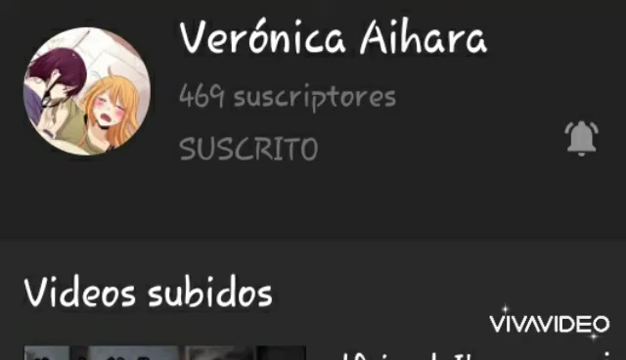 Verónica Aihara
469 suscriptores
SUSCRITO
Videos subidos
VIVAVIDEO